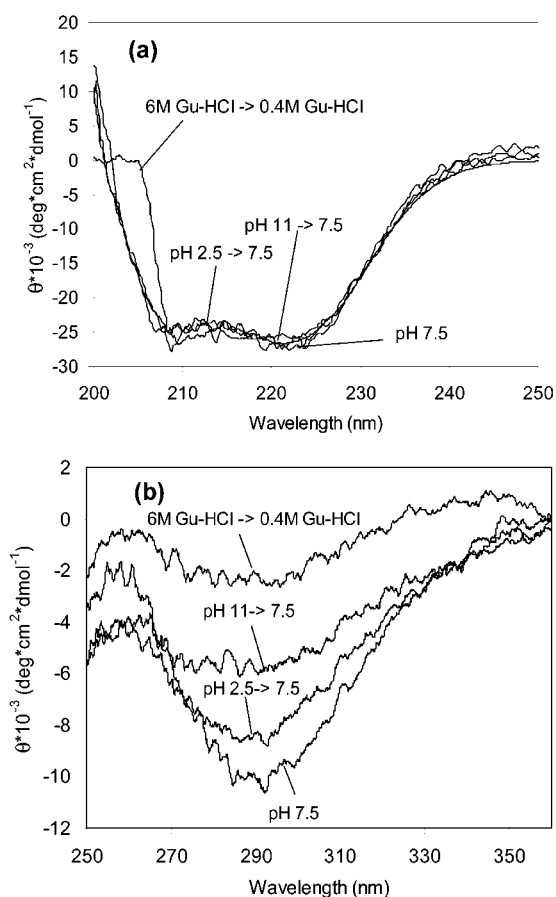 (a)
20
15
10
5
0
-5
-10
-15
-20
-25
-30
θ*10⁻³ (deg*cm²*dmol⁻¹)
6M Gu-HCl -> 0.4M Gu-HCl
pH 11 -> 7.5
pH 2.5 -> 7.5
pH 7.5
200 210 220 230 240 250
Wavelength (nm)
(b)
2
0
-2
-4
-6
-8
-10
-12
θ*10⁻³ (deg*cm²*dmol⁻¹)
6M Gu-HCl -> 0.4M Gu-HCl
pH 11-> 7.5
pH 2.5-> 7.5
pH 7.5
250 270 290 310 330 350
Wavelength (nm)